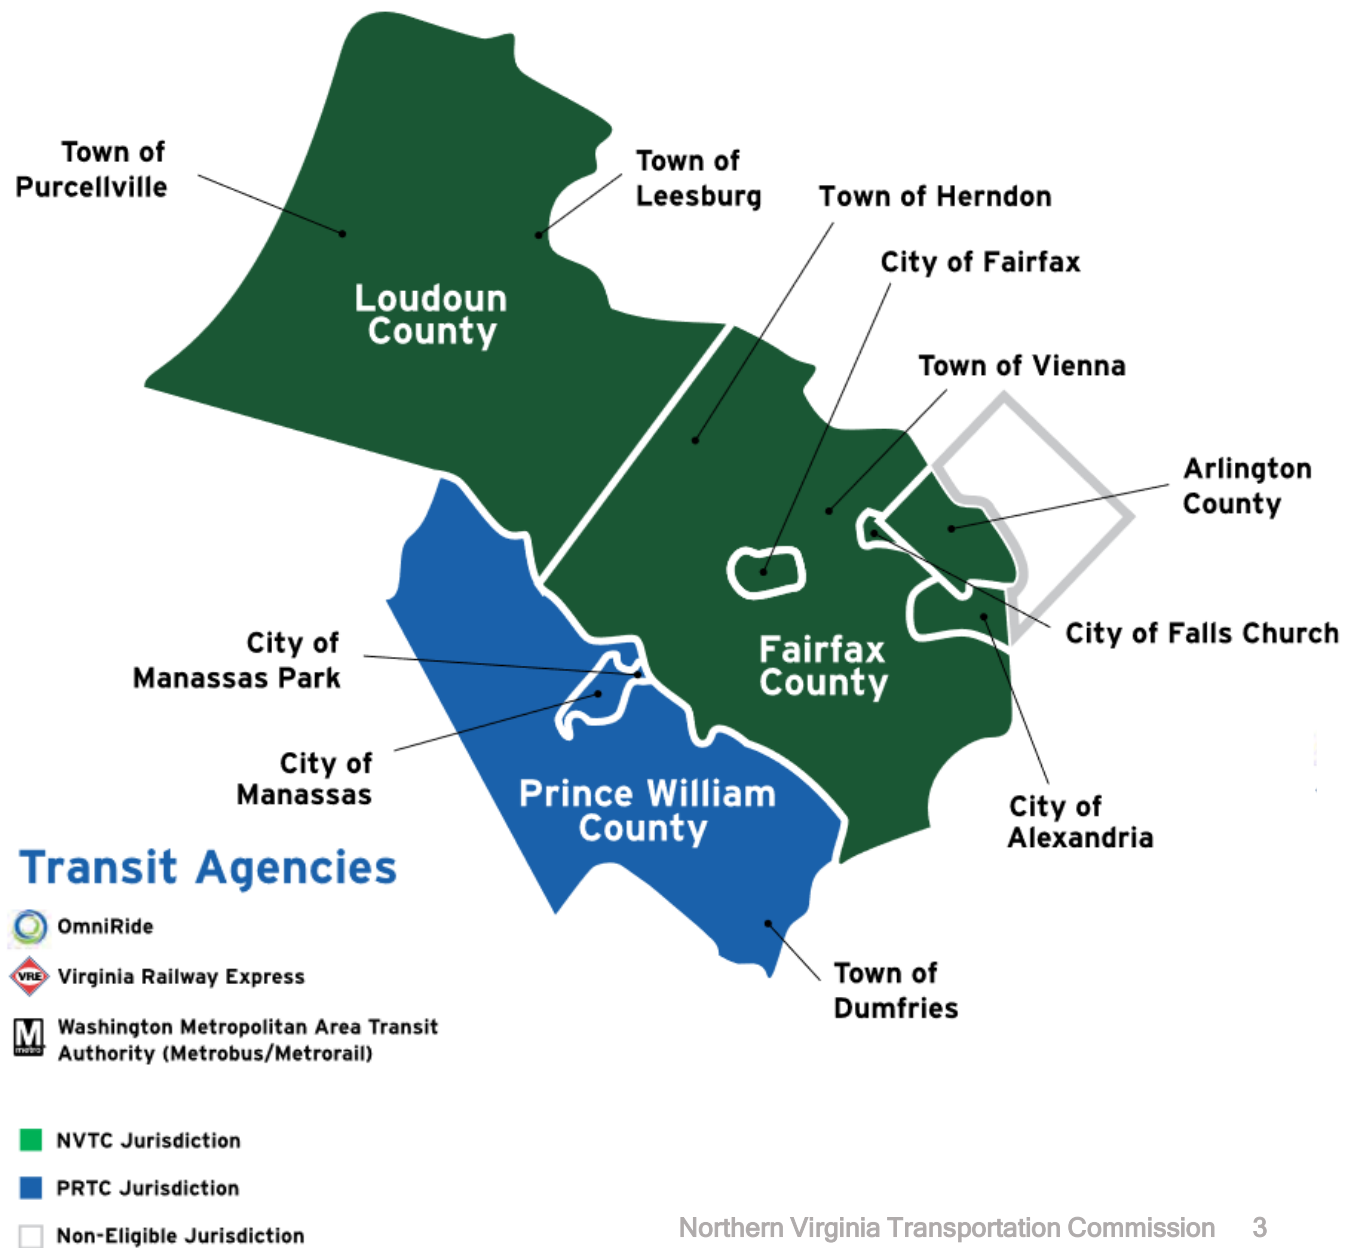 Town of
Purcellville
Town of
Leesburg
Town of Herndon
City of Fairfax
Loudoun
County
Town of Vienna
Arlington
County
City of Falls Church
City of
Manassas Park
Fairfax
County
City of
Manassas
Prince William
County
City of
Alexandria
Transit Agencies
OmniRide
VRE Virginia Railway Express
Town of
Dumfries
M
metro
Washington Metropolitan Area Transit
Authority (Metrobus/Metrorail)
NVTC Jurisdiction
PRTC Jurisdiction
Non-Eligible Jurisdiction
Northern Virginia Transportation Commission 3